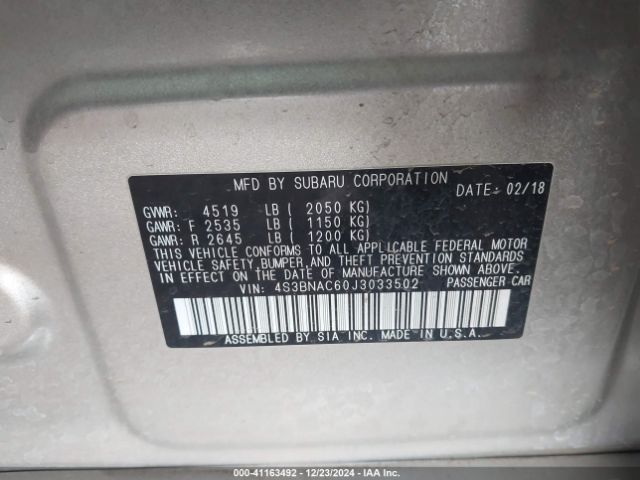 MFD BY SUBARU CORPORATION
DATE: 02/18
GVWR: 4519 LB ( 2050 KG)
GAWR: F 2535 LB ( 1150 KG)
GAWR: R 2645 LB ( 1200 KG)
THIS VEHICLE CONFORMS TO ALL APPLICABLE FEDERAL MOTOR
VEHICLE SAFETY, BUMPER, AND THEFT PREVENTION STANDARDS
IN EFFECT ON THE DATE OF MANUFACTURE SHOWN ABOVE.
VIN: 4S3BNAC60J3033502 PASSENGER CAR
ASSEMBLED BY SIA INC. MADE IN U.S.A.
000-41163492 - 12/23/2024 - IAA Inc.